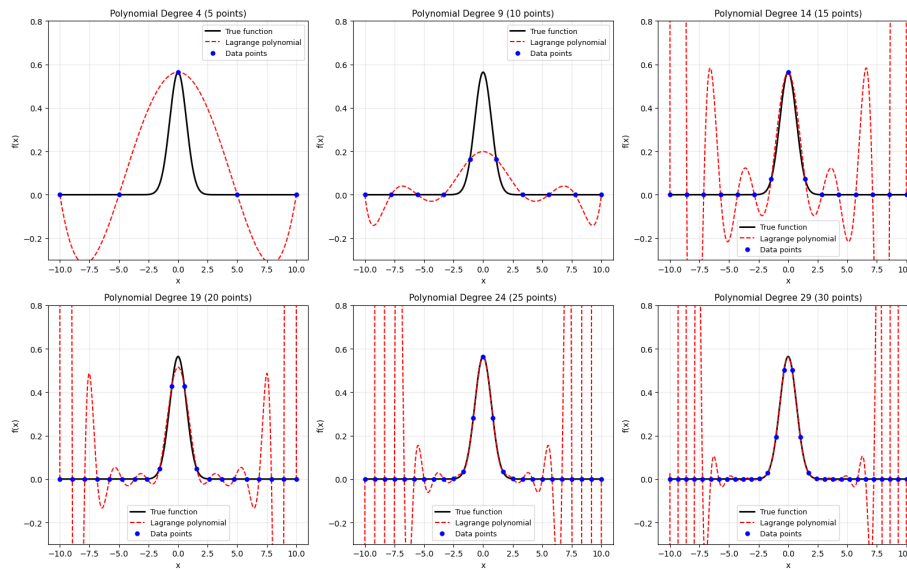 Polynomial Degree 4 (5 points)
0.8
0.6
0.4
0.2
0.0
−0.2
f(x)
True function
Lagrange polynomial
Data points
−10.0 −7.5 −5.0 −2.5 0.0 2.5 5.0 7.5 10.0
x
Polynomial Degree 9 (10 points)
0.8
0.6
0.4
0.2
0.0
−0.2
f(x)
True function
Lagrange polynomial
Data points
−10.0 −7.5 −5.0 −2.5 0.0 2.5 5.0 7.5 10.0
x
Polynomial Degree 14 (15 points)
0.8
0.6
0.4
0.2
0.0
−0.2
f(x)
True function
Lagrange polynomial
Data points
−10.0 −7.5 −5.0 −2.5 0.0 2.5 5.0 7.5 10.0
x
Polynomial Degree 19 (20 points)
0.8
0.6
0.4
0.2
0.0
−0.2
f(x)
True function
Lagrange polynomial
Data points
−10.0 −7.5 −5.0 −2.5 0.0 2.5 5.0 7.5 10.0
x
Polynomial Degree 24 (25 points)
0.8
0.6
0.4
0.2
0.0
−0.2
f(x)
True function
Lagrange polynomial
Data points
−10.0 −7.5 −5.0 −2.5 0.0 2.5 5.0 7.5 10.0
x
Polynomial Degree 29 (30 points)
0.8
0.6
0.4
0.2
0.0
−0.2
f(x)
True function
Lagrange polynomial
Data points
−10.0 −7.5 −5.0 −2.5 0.0 2.5 5.0 7.5 10.0
x